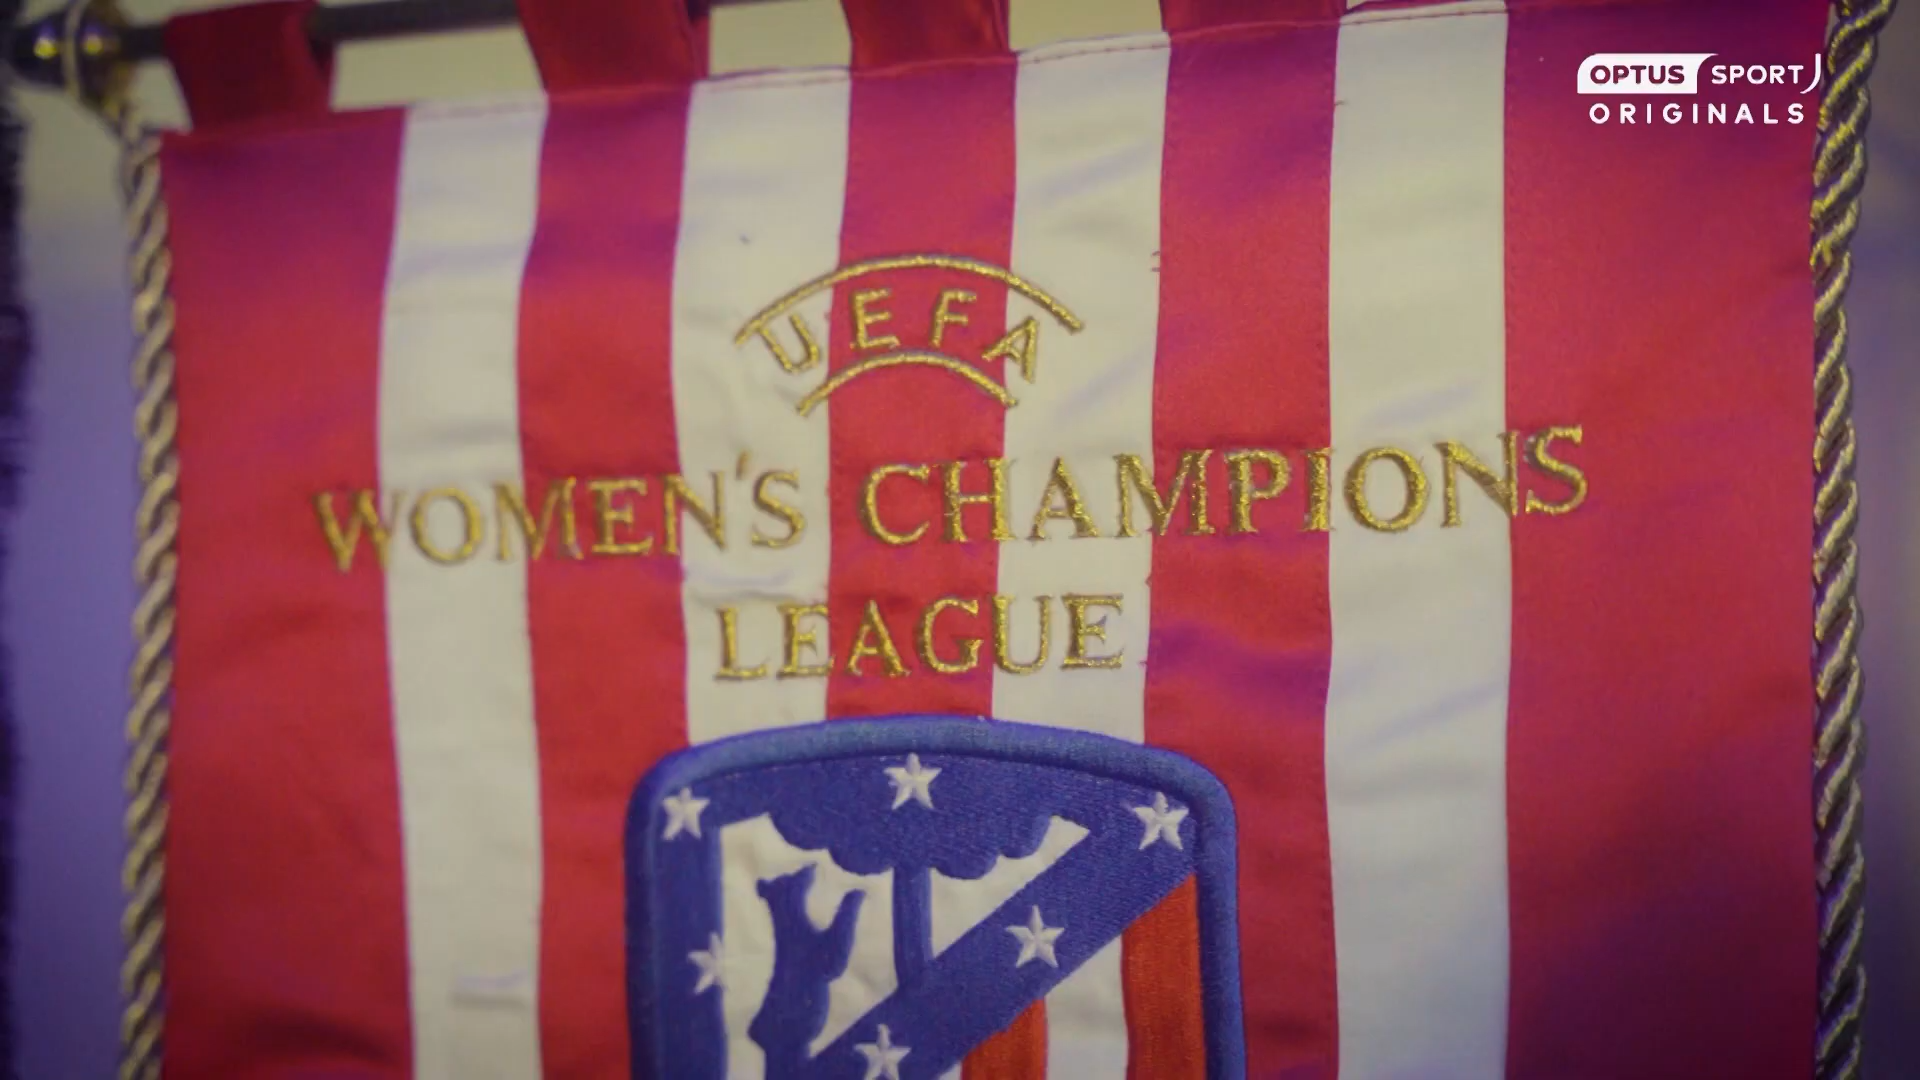 OPTUS SPORT
ORIGINALS
UEFA
WOMEN'S CHAMPIONS
LEAGUE